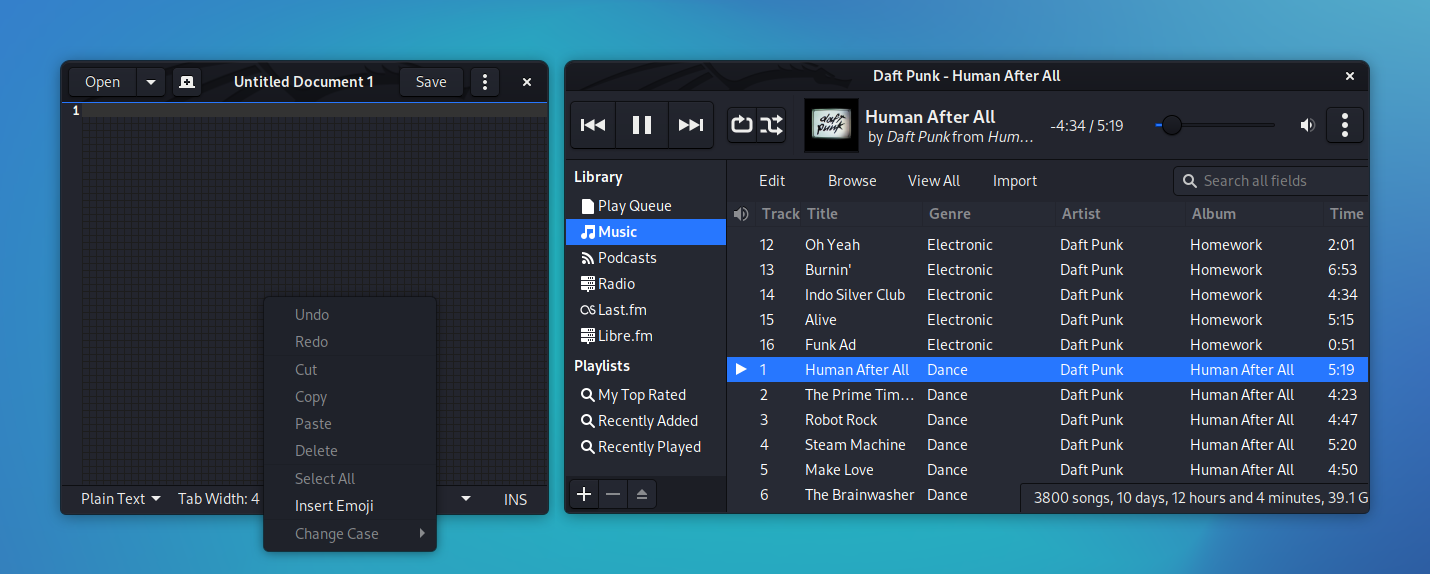 Open
Untitled Document 1
Save
1
Undo
Redo
Cut
Copy
Paste
Delete
Select All
Insert Emoji
Change Case
Plain Text
Tab Width: 4
INS
Daft Punk - Human After All
daft punk
Human After All
by Daft Punk from Hum…
-4:34 / 5:19
Library
Play Queue
Music
Podcasts
Radio
Last.fm
Libre.fm
Playlists
My Top Rated
Recently Added
Recently Played
Edit Browse View All Import
Search all fields
Track Title Genre Artist Album Time
12 Oh Yeah Electronic Daft Punk Homework 2:01
13 Burnin' Electronic Daft Punk Homework 6:53
14 Indo Silver Club Electronic Daft Punk Homework 4:34
15 Alive Electronic Daft Punk Homework 5:15
16 Funk Ad Electronic Daft Punk Homework 0:51
1 Human After All Dance Daft Punk Human After All 5:19
2 The Prime Tim… Dance Daft Punk Human After All 4:23
3 Robot Rock Dance Daft Punk Human After All 4:47
4 Steam Machine Dance Daft Punk Human After All 5:20
5 Make Love Dance Daft Punk Human After All 4:50
6 The Brainwasher Dance Daft Punk
3800 songs, 10 days, 12 hours and 4 minutes, 39.1 G